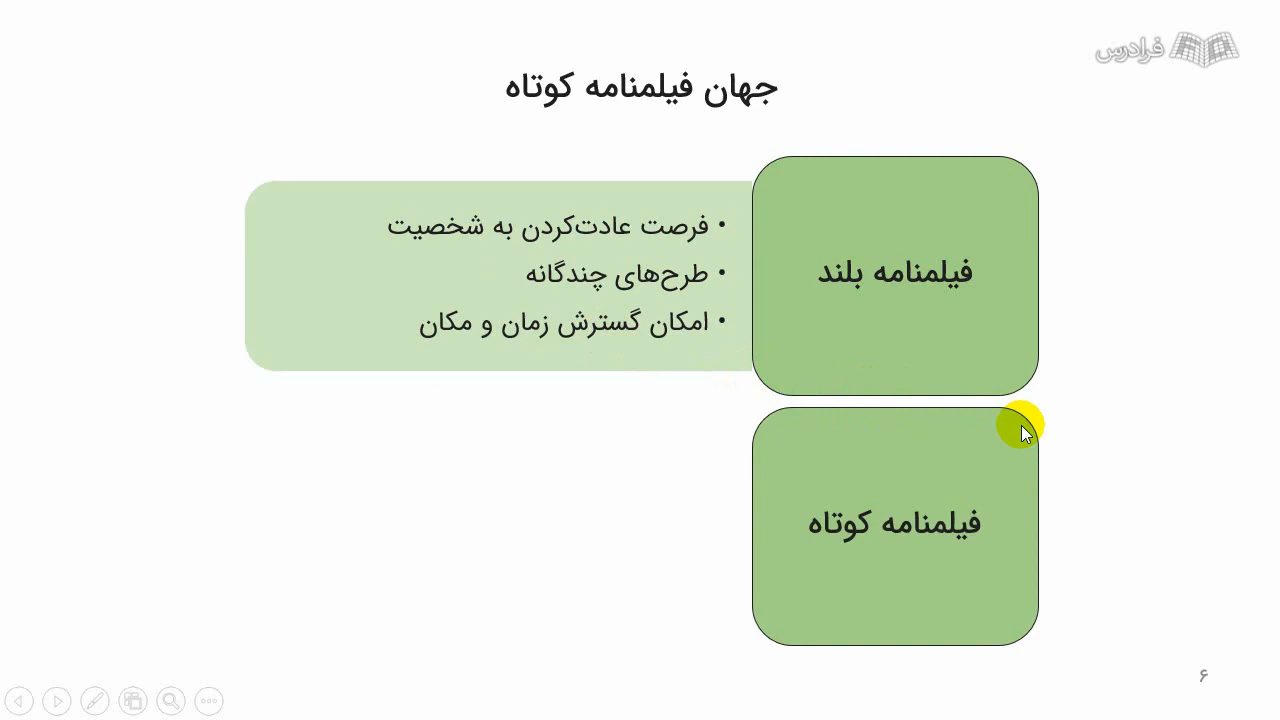 فرادرس
جهان فیلمنامه کوتاه
فیلمنامه بلند
• فرصت عادت‌کردن به شخصیت
• طرح‌های چندگانه
• امکان گسترش زمان و مکان
فیلمنامه کوتاه
۶